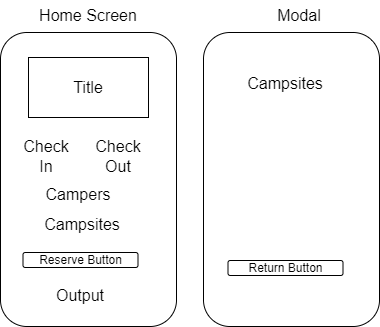 Home Screen
Modal
Title
Check In
Check Out
Campers
Campsites
Reserve Button
Output
Campsites
Return Button